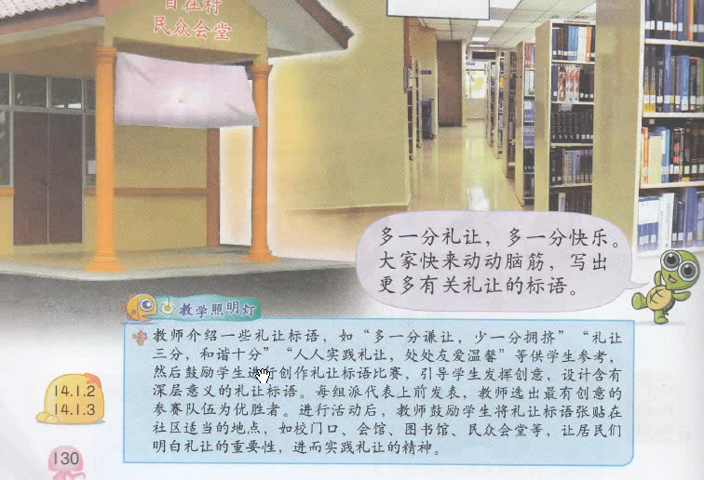 自在村
民众会堂
多一分礼让，多一分快乐。
大家快来动动脑筋，写出
更多有关礼让的标语。
教学照明灯
教师介绍一些礼让标语，如“多一分谦让，少一分拥挤”“礼让
三分，和谐十分”“人人实践礼让，处处友爱温馨”等供学生参考，
然后鼓励学生进行创作礼让标语比赛，引导学生发挥创意，设计含有
深层意义的礼让标语。每组派代表上前发表，教师选出最有创意的
参赛队伍为优胜者。进行活动后，教师鼓励学生将礼让标语张贴在
社区适当的地点，如校门口、会馆、图书馆、民众会堂等，让居民们
明白礼让的重要性，进而实践礼让的精神。
14.1.2
14.1.3
130